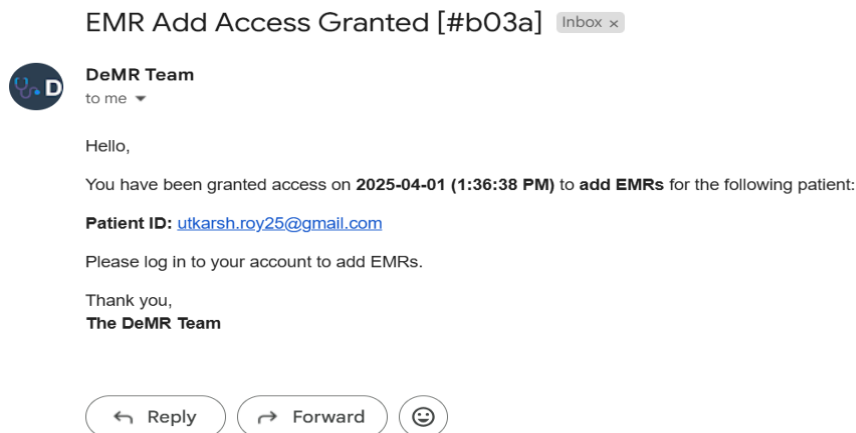 EMR Add Access Granted [#b03a] Inbox ×
D
DeMR Team
to me
Hello,
You have been granted access on 2025-04-01 (1:36:38 PM) to add EMRs for the following patient:
Patient ID: utkarsh.roy25@gmail.com
Please log in to your account to add EMRs.
Thank you,
The DeMR Team
Reply Forward